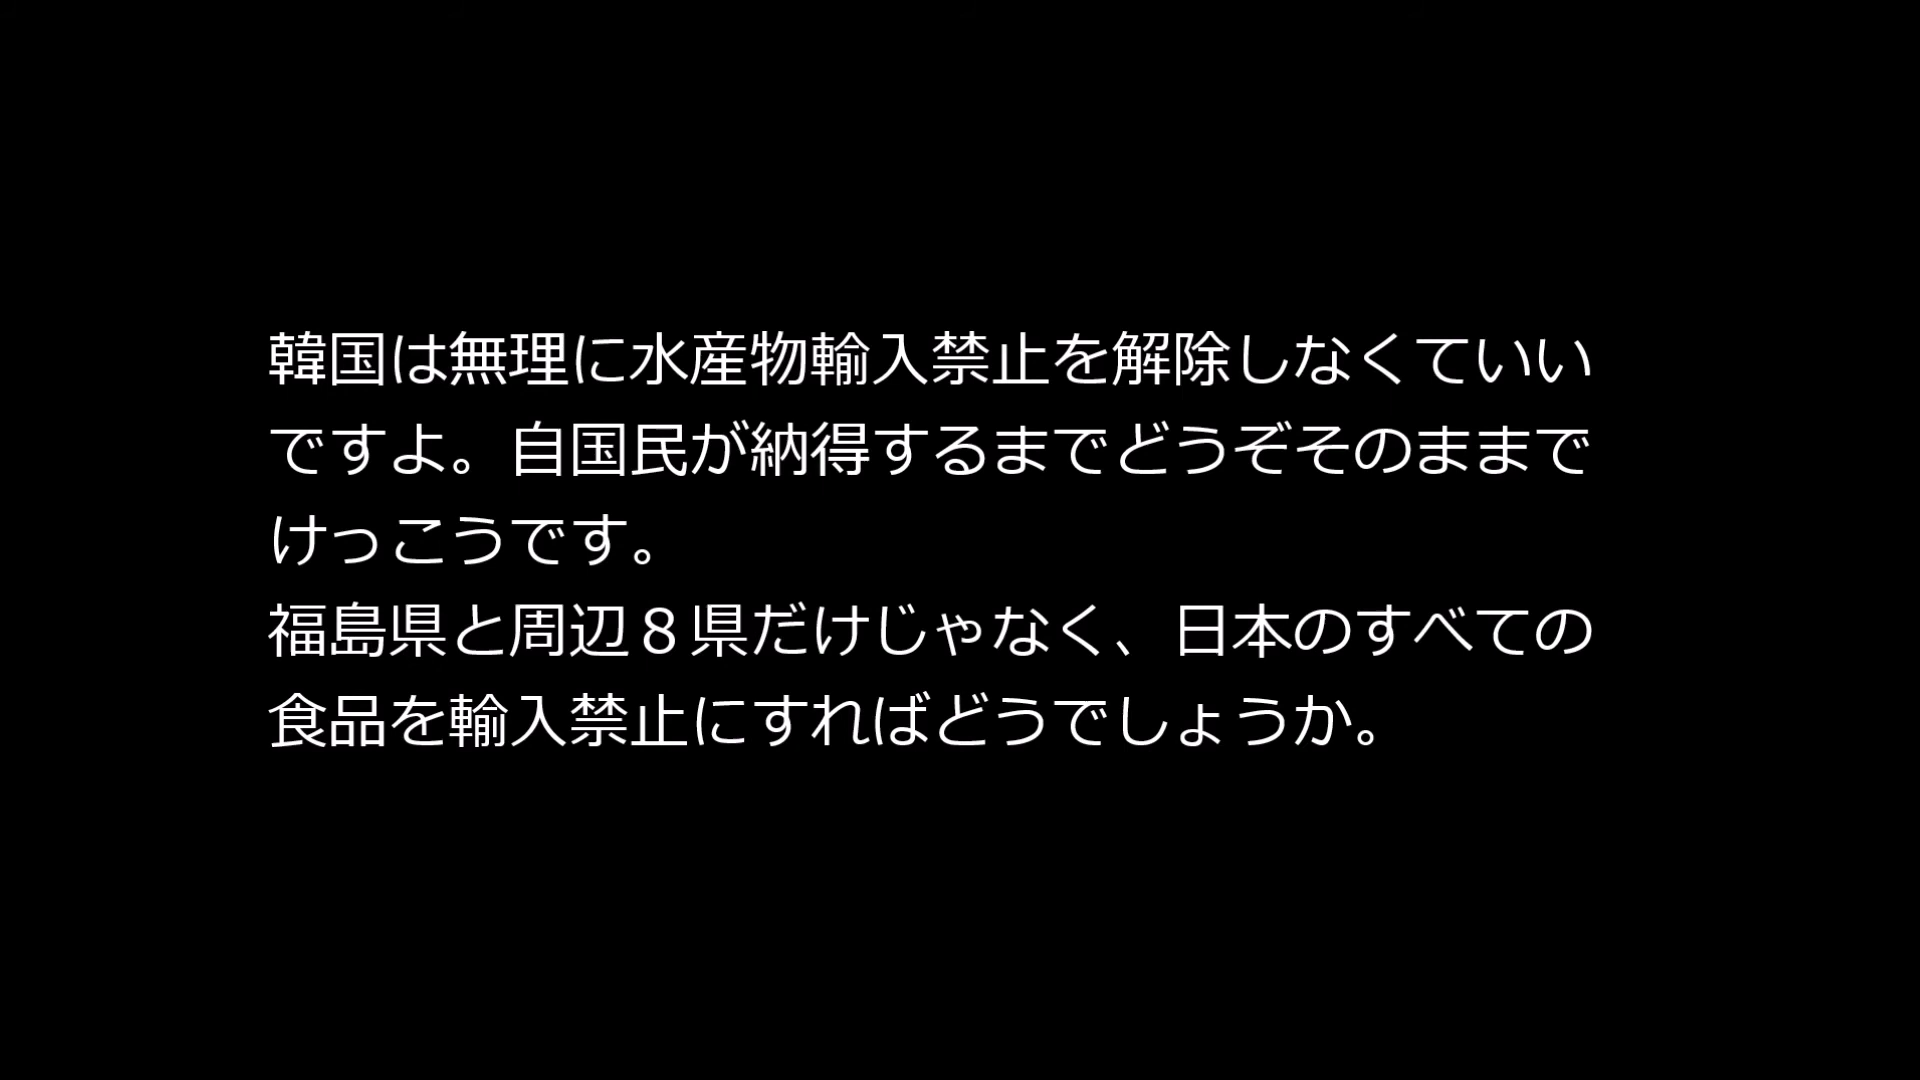 韓国は無理に水産物輸入禁止を解除しなくていい
ですよ。自国民が納得するまでどうぞそのままで
けっこうです。
福島県と周辺８県だけじゃなく、日本のすべての
食品を輸入禁止にすればどうでしょうか。